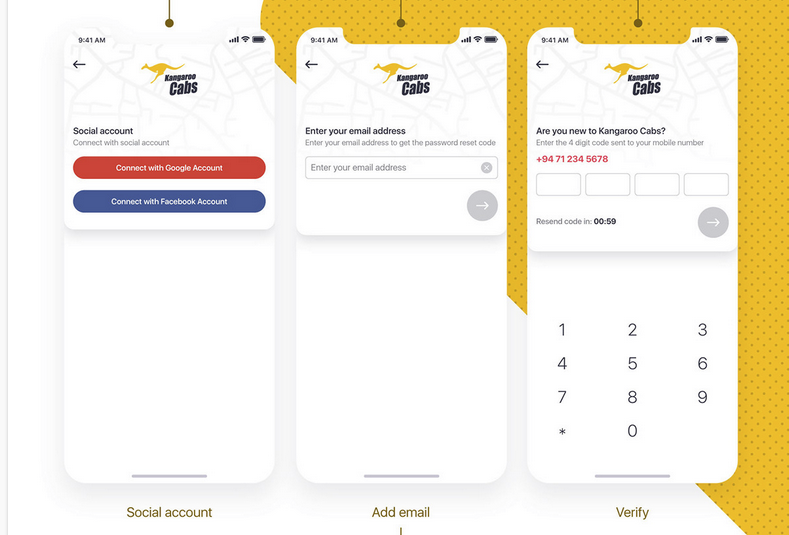 9:41 AM
Kangaroo
Cabs
Social account
Connect with social account
Connect with Google Account
Connect with Facebook Account
Social account
9:41 AM
Kangaroo
Cabs
Enter your email address
Enter your email address to get the password reset code
Enter your email address
Add email
9:41 AM
Kangaroo
Cabs
Are you new to Kangaroo Cabs?
Enter the 4 digit code sent to your mobile number
+94 71 234 5678
Resend code in: 00:59
1 2 3
4 5 6
7 8 9
* 0
Verify